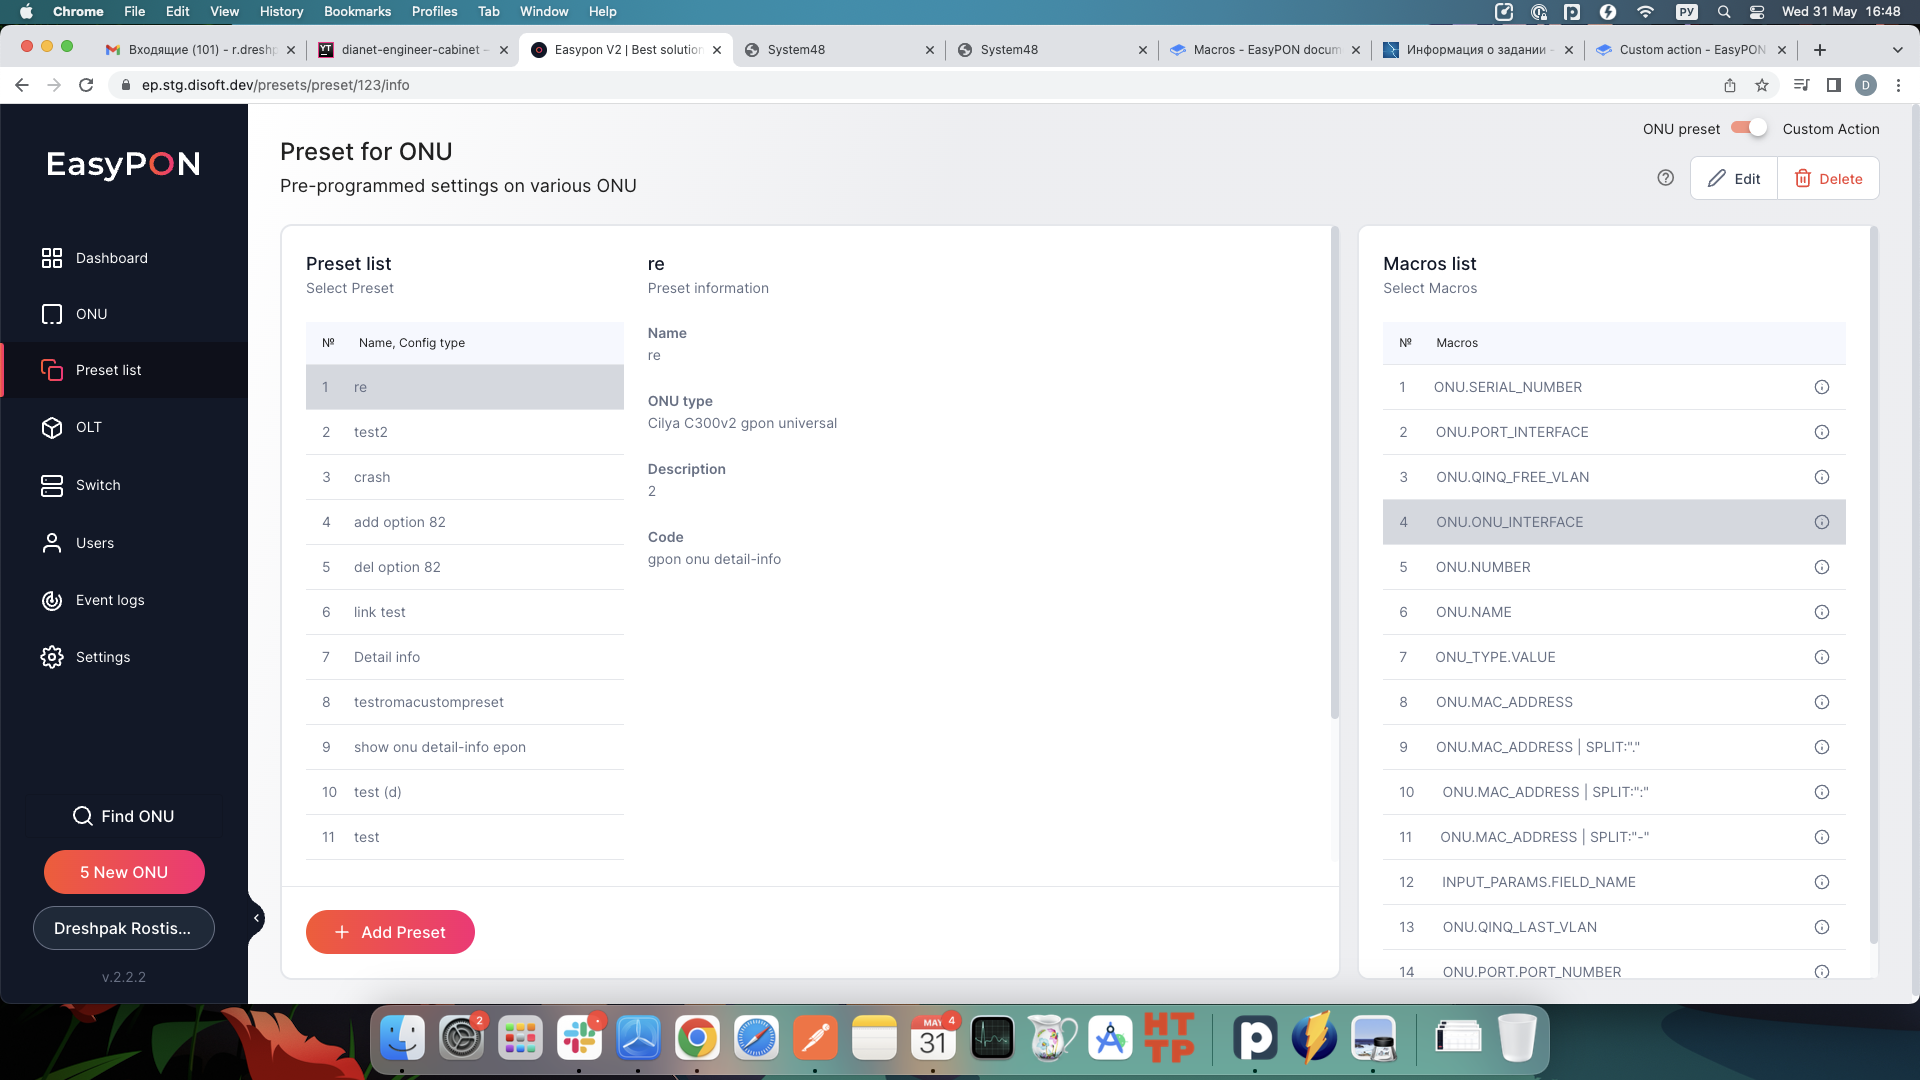 Chrome File Edit View History Bookmarks Profiles Tab Window Help РУ Wed 31 May 16:48
Входящие (101) - r.dreshp
dianet-engineer-cabinet -
Easypon V2 | Best solution
System48
System48
Macros - EasyPON docum
Информация о задании -
Custom action - EasyPON
ep.stg.disoft.dev/presets/preset/123/info
D
EasyPON
Dashboard
ONU
Preset list
OLT
Switch
Users
Event logs
Settings
Find ONU
5 New ONU
Dreshpak Rostis...
v.2.2.2
Preset for ONU
Pre-programmed settings on various ONU
ONU preset Custom Action
Edit
Delete
Preset list
Select Preset
№ Name, Config type
1 re
2 test2
3 crash
4 add option 82
5 del option 82
6 link test
7 Detail info
8 testromacustompreset
9 show onu detail-info epon
10 test (d)
11 test
Add Preset
re
Preset information
Name
re
ONU type
Cilya C300v2 gpon universal
Description
2
Code
gpon onu detail-info
Macros list
Select Macros
№ Macros
1 ONU.SERIAL_NUMBER
2 ONU.PORT_INTERFACE
3 ONU.QINQ_FREE_VLAN
4 ONU.ONU_INTERFACE
5 ONU.NUMBER
6 ONU.NAME
7 ONU_TYPE.VALUE
8 ONU.MAC_ADDRESS
9 ONU.MAC_ADDRESS | SPLIT:"."
10 ONU.MAC_ADDRESS | SPLIT:":"
11 ONU.MAC_ADDRESS | SPLIT:"-"
12 INPUT_PARAMS.FIELD_NAME
13 ONU.QINQ_LAST_VLAN
14 ONU.PORT.PORT_NUMBER
2
MAY
31
4
HT
TP